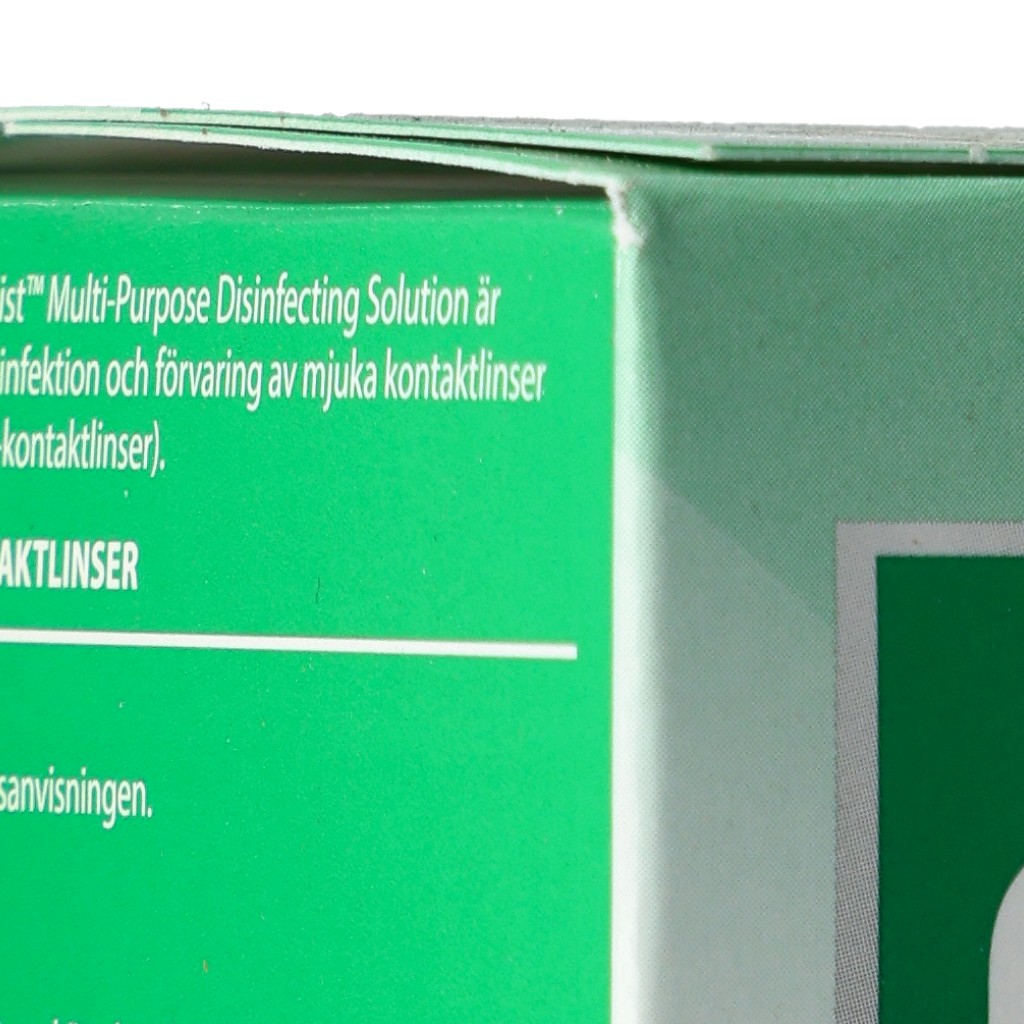 ist™ Multi-Purpose Disinfecting Solution är
infektion och förvaring av mjuka kontaktlinser
-kontaktlinser).
AKTLINSER
sanvisningen.